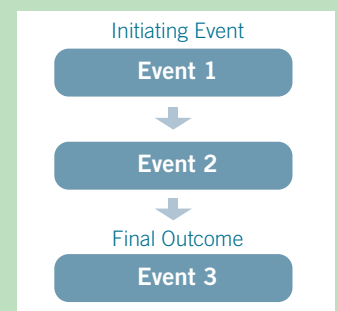 Initiating Event
Event 1
Event 2
Final Outcome
Event 3